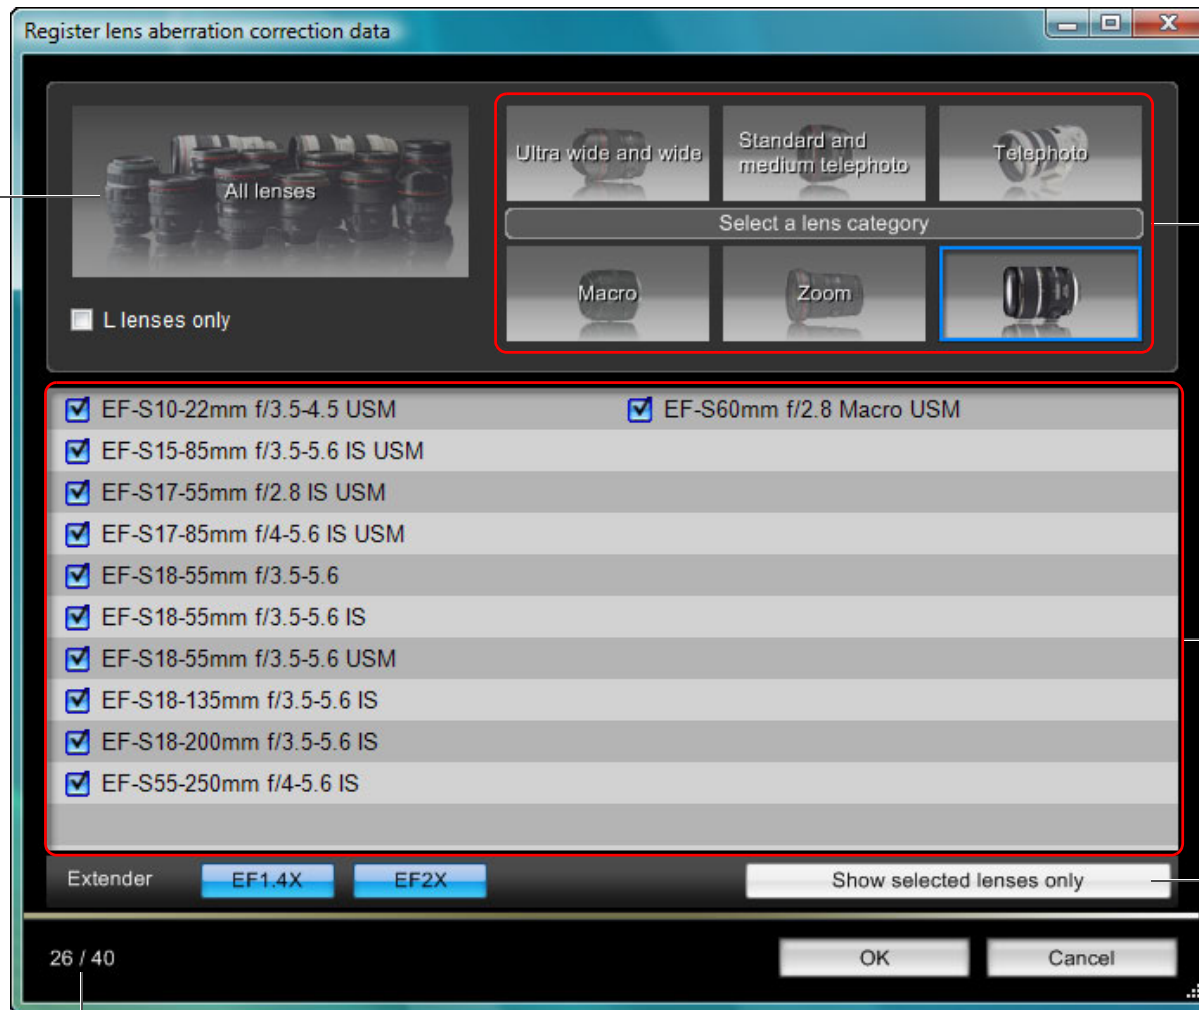 Register lens aberration correction data
All lenses
L lenses only
Ultra wide and wide
Standard and
medium telephoto
Telephoto
Select a lens category
Macro
Zoom
EF-S10-22mm f/3.5-4.5 USM
EF-S15-85mm f/3.5-5.6 IS USM
EF-S17-55mm f/2.8 IS USM
EF-S17-85mm f/4-5.6 IS USM
EF-S18-55mm f/3.5-5.6
EF-S18-55mm f/3.5-5.6 IS
EF-S18-55mm f/3.5-5.6 USM
EF-S18-135mm f/3.5-5.6 IS
EF-S18-200mm f/3.5-5.6 IS
EF-S55-250mm f/4-5.6 IS
EF-S60mm f/2.8 Macro USM
Extender
EF1.4X
EF2X
Show selected lenses only
26 / 40
OK
Cancel